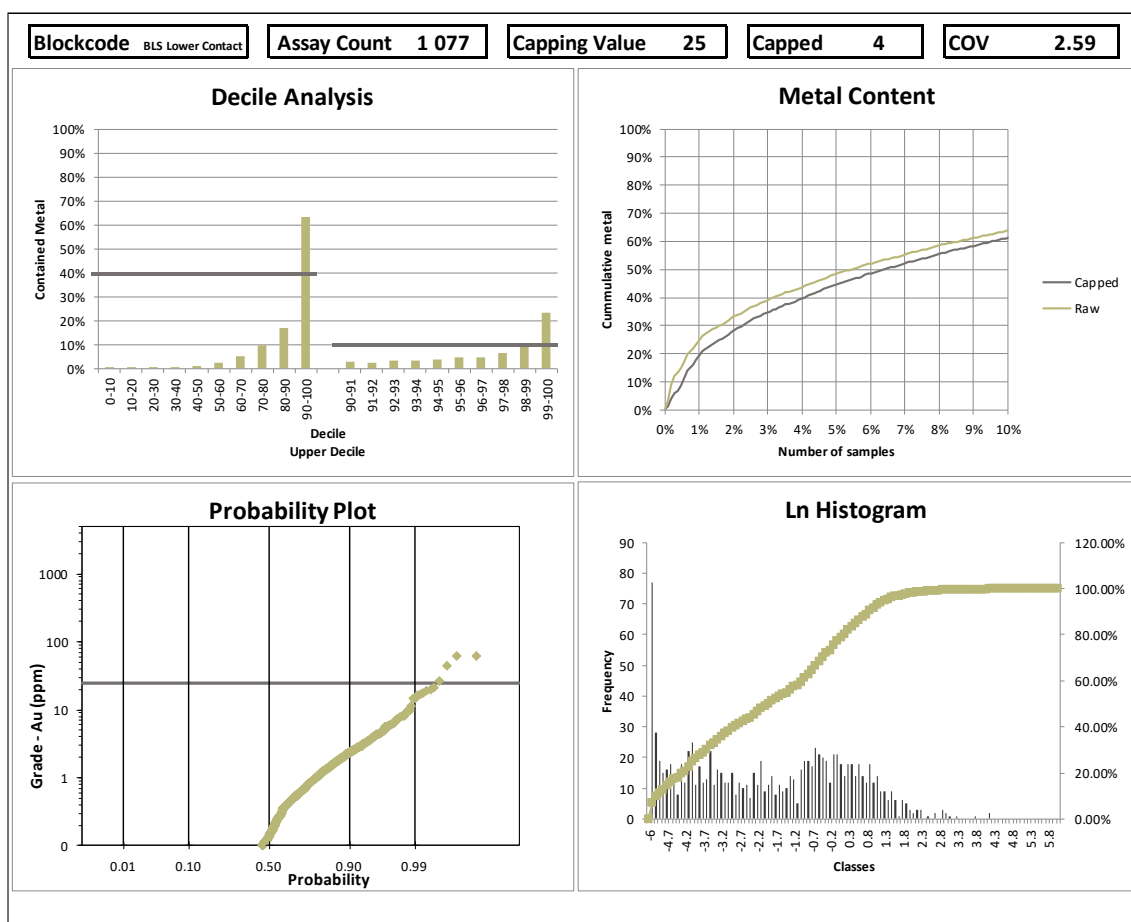 Blockcode BLS Lower Contact Assay Count 1 077 Capping Value 25 Capped 4 COV 2.59
Decile Analysis
Contained Metal
100%
90%
80%
70%
60%
50%
40%
30%
20%
10%
0%
0-10 10-20 20-30 30-40 40-50 50-60 60-70 70-80 80-90 90-100 90-91 91-92 92-93 93-94 94-95 95-96 96-97 97-98 98-99 99-100
Decile
Upper Decile
Metal Content
Cummulative metal
100%
90%
80%
70%
60%
50%
40%
30%
20%
10%
0%
0% 1% 2% 3% 4% 5% 6% 7% 8% 9% 10%
Number of samples
Capped
Raw
Probability Plot
Grade - Au (ppm)
1000
100
10
1
0
0.01 0.10 0.50 0.90 0.99
Probability
Ln Histogram
Frequency
90
80
70
60
50
40
30
20
10
0
120.00%
100.00%
80.00%
60.00%
40.00%
20.00%
0.00%
-6 -4.7 -4.2 -3.7 -3.2 -2.7 -2.2 -1.7 -1.2 -0.7 -0.2 0.3 0.8 1.3 1.8 2.3 2.8 3.3 3.8 4.3 4.8 5.3 5.8
Classes